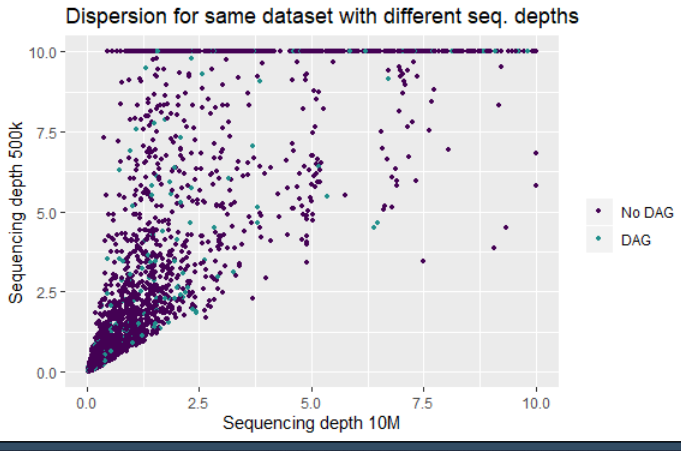 Dispersion for same dataset with different seq. depths
10.0
7.5
5.0
2.5
0.0
Sequencing depth 500k
0.0 2.5 5.0 7.5 10.0
Sequencing depth 10M
No DAG
DAG